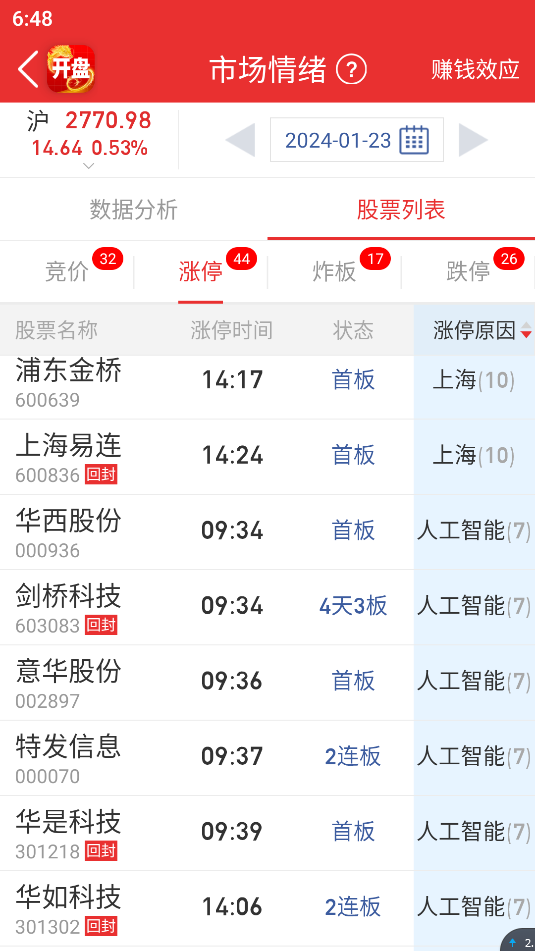 6:48
开盘
市场情绪 ?
赚钱效应
沪 2770.98
14.64 0.53%
2024-01-23
数据分析
股票列表
竞价 32
涨停 44
炸板 17
跌停 26
股票名称 涨停时间 状态 涨停原因
浦东金桥 14:17 首板 上海(10)
600639
上海易连 14:24 首板 上海(10)
600836 回封
华西股份 09:34 首板 人工智能(7)
000936
剑桥科技 09:34 4天3板 人工智能(7)
603083 回封
意华股份 09:36 首板 人工智能(7)
002897
特发信息 09:37 2连板 人工智能(7)
000070
华是科技 09:39 首板 人工智能(7)
301218 回封
华如科技 14:06 2连板 人工智能(7)
301302 回封
2.